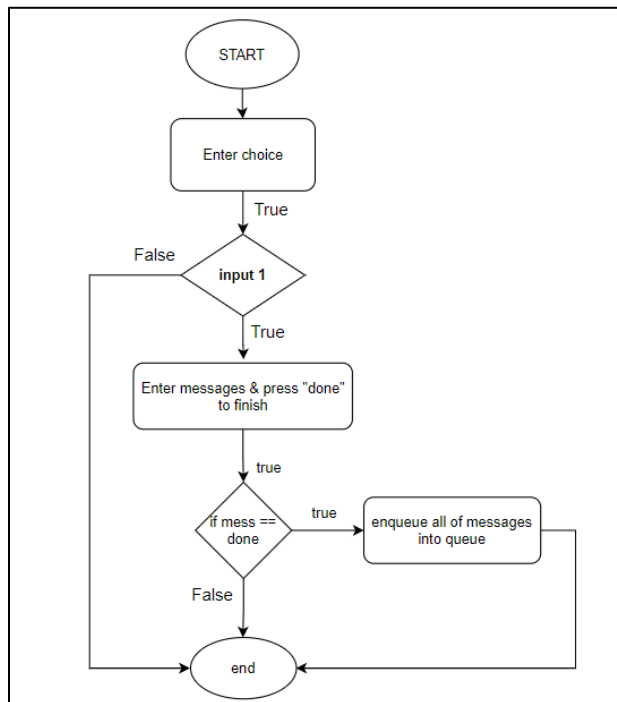 START
Enter choice
True
False
input 1
True
Enter messages & press "done"
to finish
true
if mess ==
done
true
enqueue all of messages
into queue
False
end